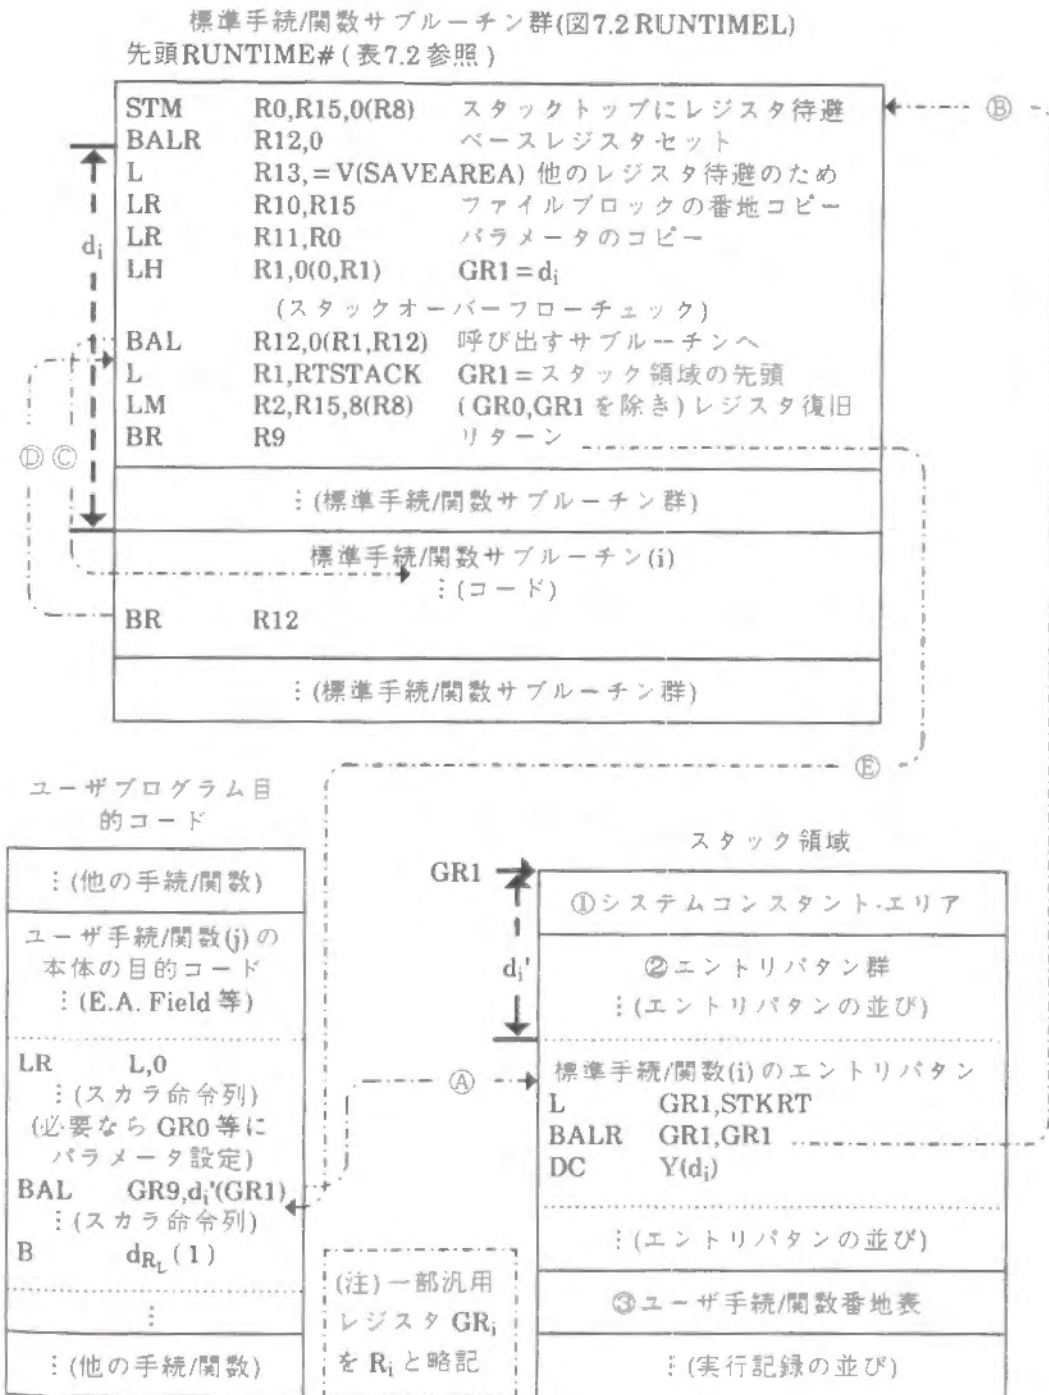 標準手続/関数サブルーチン群(図7.2 RUNTIMEL)
先頭RUNTIME# ( 表7.2 参照 )
STM R0,R15,0(R8) スタックトップにレジスタ待避
BALR R12,0 ベースレジスタセット
L R13,=V(SAVEAREA) 他のレジスタ待避のため
LR R10,R15 ファイルブロックの番地コピー
LR R11,R0 パラメータのコピー
LH R1,0(0,R1) GR1=di
(スタックオーバーフローチェック)
BAL R12,0(R1,R12) 呼び出すサブルーチンへ
L R1,RTSTACK GR1=スタック領域の先頭
LM R2,R15,8(R8) (GR0,GR1を除き)レジスタ復旧
BR R9 リターン
⋮(標準手続/関数サブルーチン群)
標準手続/関数サブルーチン(i)
⋮(コード)
BR R12
⋮(標準手続/関数サブルーチン群)
di
Ⓑ
Ⓓ Ⓒ
Ⓔ
ユーザプログラム目
的コード
⋮(他の手続/関数)
ユーザ手続/関数(j)の
本体の目的コード
⋮(E.A. Field 等)
LR L,0
⋮(スカラ命令列)
(必要なら GR0 等に
パラメータ設定)
BAL GR9,di'(GR1)
⋮(スカラ命令列)
B dRL(1)
⋮
⋮(他の手続/関数)
Ⓐ
(注)一部汎用
レジスタ GRi
を Ri と略記
スタック領域
GR1
di'
①システムコンスタント·エリア
②エントリパタン群
⋮(エントリパタンの並び)
標準手続/関数(i)のエントリパタン
L GR1,STKRT
BALR GR1,GR1
DC Y(di)
⋮(エントリパタンの並び)
③ユーザ手続/関数番地表
⋮(実行記録の並び)